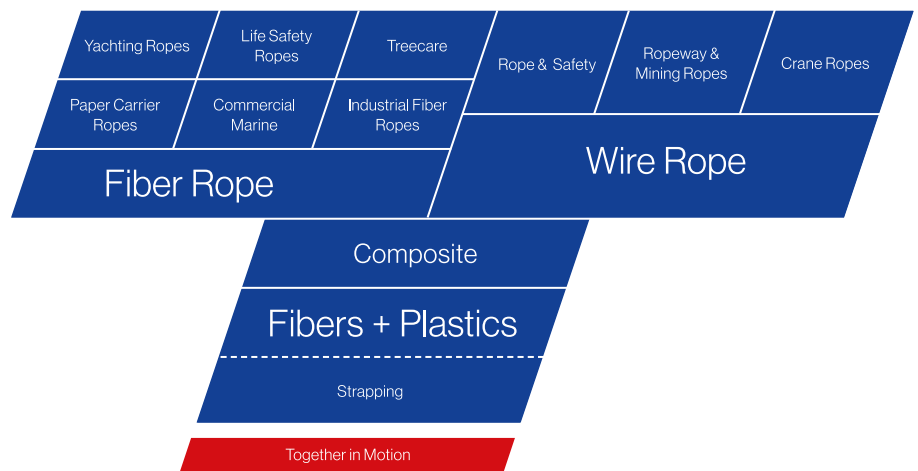 Yachting Ropes
Life Safety
Ropes
Treecare
Rope & Safety
Ropeway &
Mining Ropes
Crane Ropes
Paper Carrier
Ropes
Commercial
Marine
Industrial Fiber
Ropes
Fiber Rope
Wire Rope
Composite
Fibers + Plastics
Strapping
Together in Motion